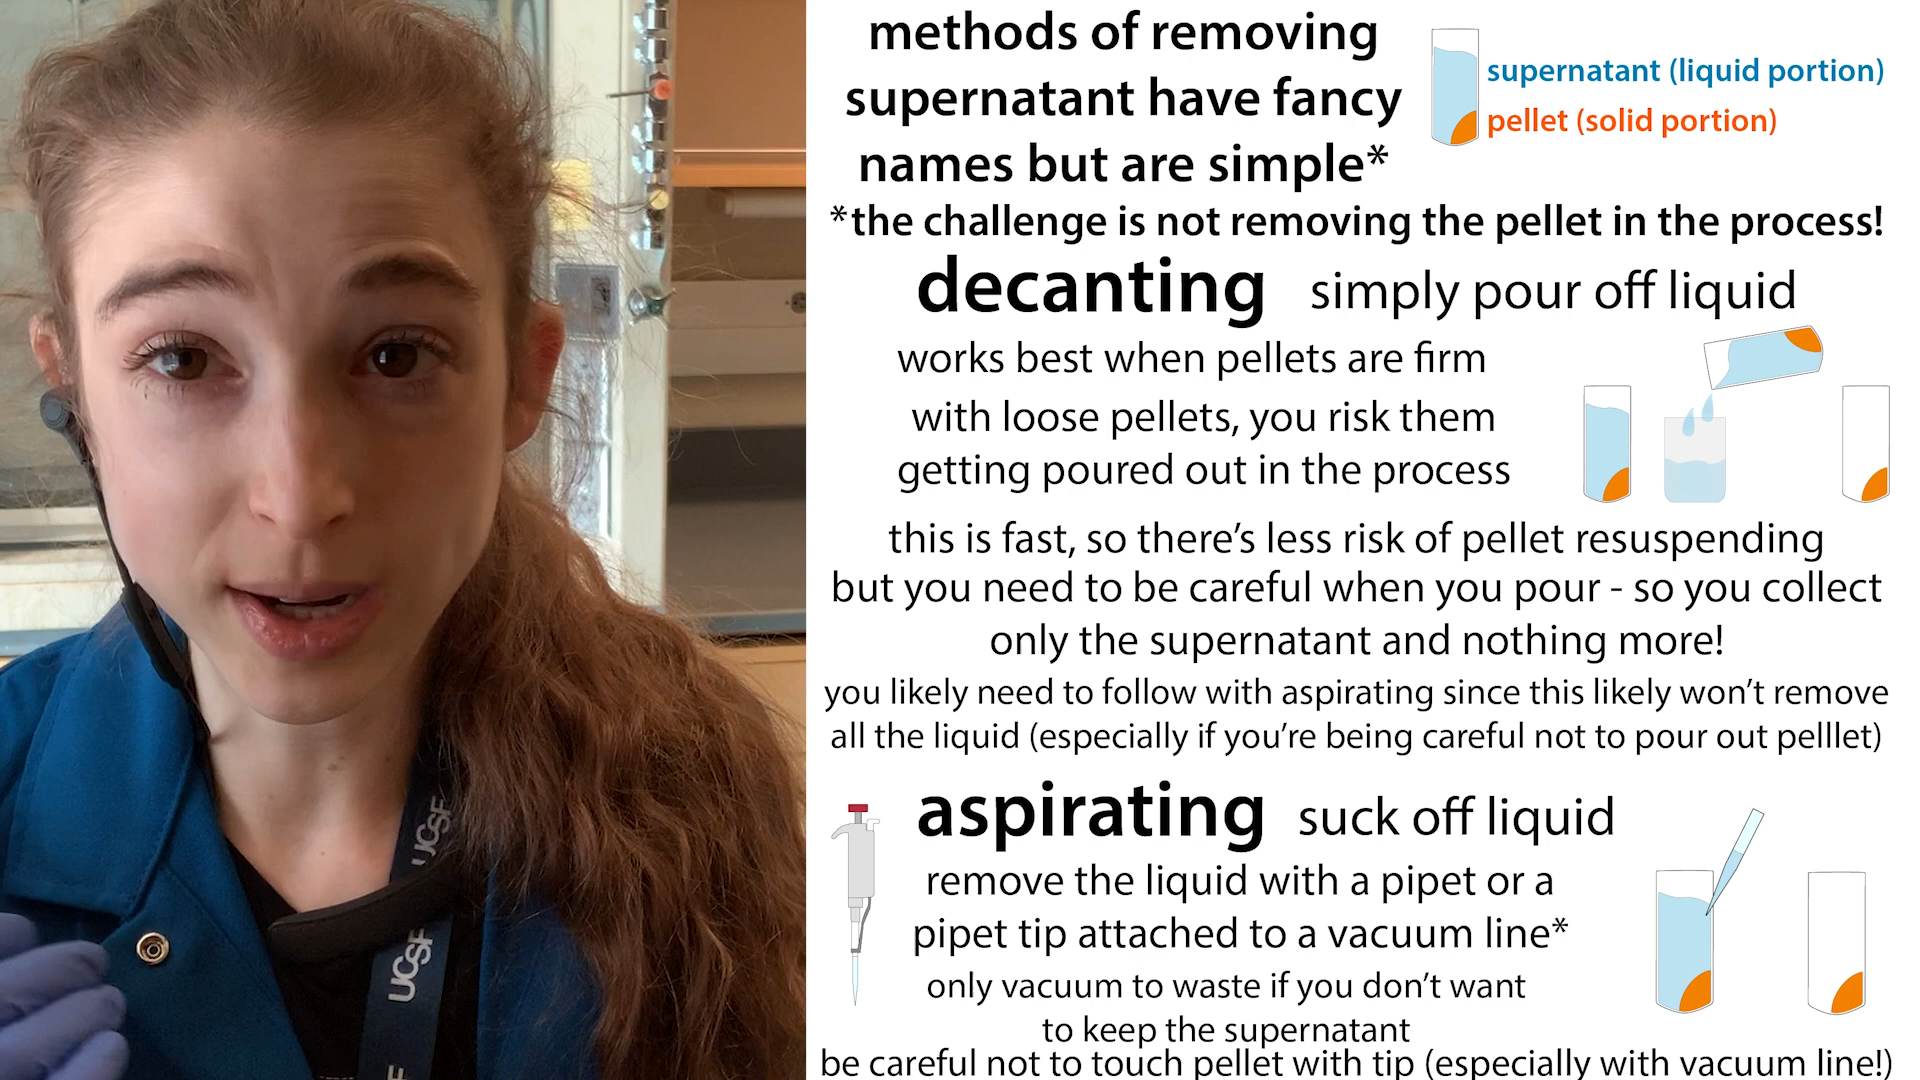 methods of removing
supernatant have fancy
names but are simple*
supernatant (liquid portion)
pellet (solid portion)
*the challenge is not removing the pellet in the process!
decanting simply pour off liquid
works best when pellets are firm
with loose pellets, you risk them
getting poured out in the process
this is fast, so there's less risk of pellet resuspending
but you need to be careful when you pour - so you collect
only the supernatant and nothing more!
you likely need to follow with aspirating since this likely won't remove
all the liquid (especially if you're being careful not to pour out pelllet)
aspirating suck off liquid
remove the liquid with a pipet or a
pipet tip attached to a vacuum line*
only vacuum to waste if you don't want
to keep the supernatant
be careful not to touch pellet with tip (especially with vacuum line!)
UCSF
UCSF